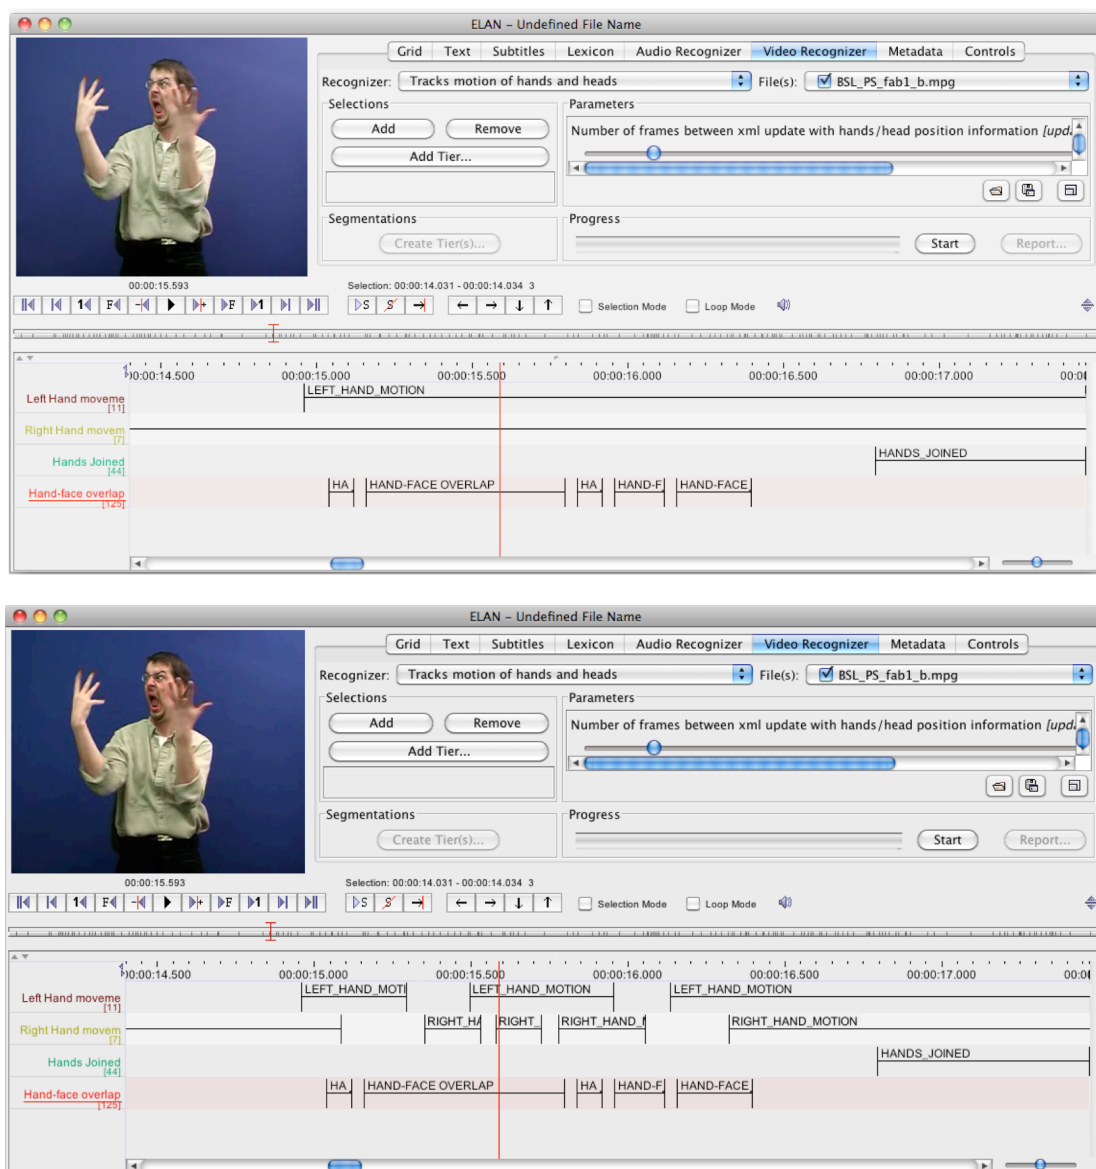 ELAN – Undefined File Name
Grid Text Subtitles Lexicon Audio Recognizer Video Recognizer Metadata Controls
Recognizer: Tracks motion of hands and heads File(s): BSL_PS_fab1_b.mpg
Selections Parameters
Add Remove Number of frames between xml update with hands/head position information [upda
Add Tier...
Segmentations Progress
Create Tier(s)... Start Report...
00:00:15.593 Selection: 00:00:14.031 - 00:00:14.034 3
1 F F 1 S S Selection Mode Loop Mode
00:00:14.500 00:00:15.000 00:00:15.500 00:00:16.000 00:00:16.500 00:00:17.000 00:00
Left Hand moveme LEFT_HAND_MOTION
[11]
Right Hand movem
[7]
Hands Joined HANDS_JOINED
[44]
Hand-face overlap HA HAND-FACE OVERLAP HA HAND-F HAND-FACE
[125]
ELAN – Undefined File Name
Grid Text Subtitles Lexicon Audio Recognizer Video Recognizer Metadata Controls
Recognizer: Tracks motion of hands and heads File(s): BSL_PS_fab1_b.mpg
Selections Parameters
Add Remove Number of frames between xml update with hands/head position information [upda
Add Tier...
Segmentations Progress
Create Tier(s)... Start Report...
00:00:15.593 Selection: 00:00:14.031 - 00:00:14.034 3
1 F F 1 S S Selection Mode Loop Mode
00:00:14.500 00:00:15.000 00:00:15.500 00:00:16.000 00:00:16.500 00:00:17.000 00:00
Left Hand moveme LEFT_HAND_MOTI LEFT_HAND_MOTION LEFT_HAND_MOTION
[11]
Right Hand movem RIGHT_HA RIGHT_ RIGHT_HAND_M RIGHT_HAND_MOTION
[7]
Hands Joined HANDS_JOINED
[44]
Hand-face overlap HA HAND-FACE OVERLAP HA HAND-F HAND-FACE
[125]